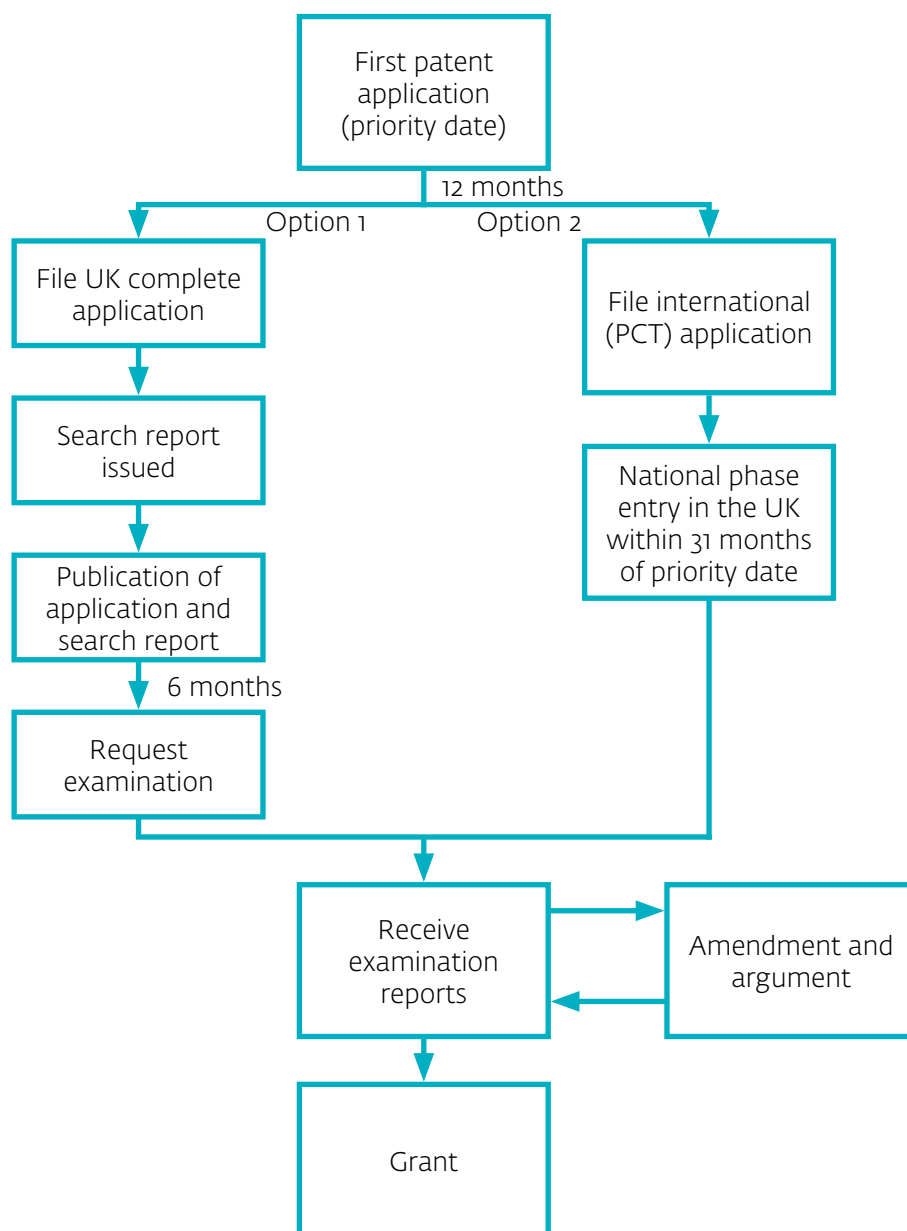 First patent
application
(priority date)
12 months
Option 1
Option 2
File UK complete
application
File international
(PCT) application
Search report
issued
National phase
entry in the UK
within 31 months
of priority date
Publication of
application and
search report
6 months
Request
examination
Receive
examination
reports
Amendment and
argument
Grant